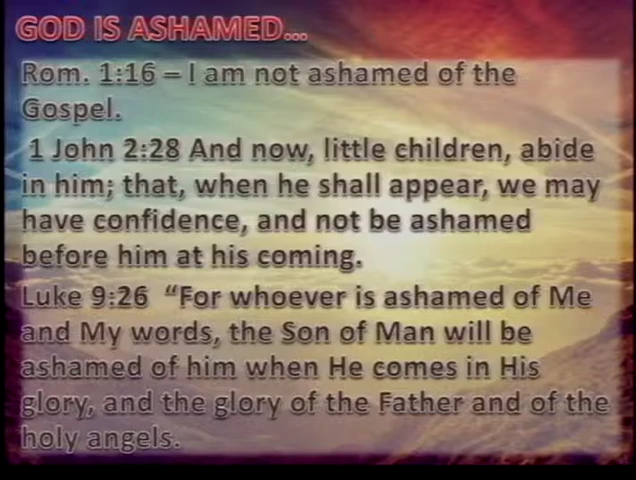 GOD IS ASHAMED...
Rom. 1:16 – I am not ashamed of the
Gospel.
1 John 2:28 And now, little children, abide
in him; that, when he shall appear, we may
have confidence, and not be ashamed
before him at his coming.
Luke 9:26 “For whoever is ashamed of Me
and My words, the Son of Man will be
ashamed of him when He comes in His
glory, and the glory of the Father and of the
holy angels.